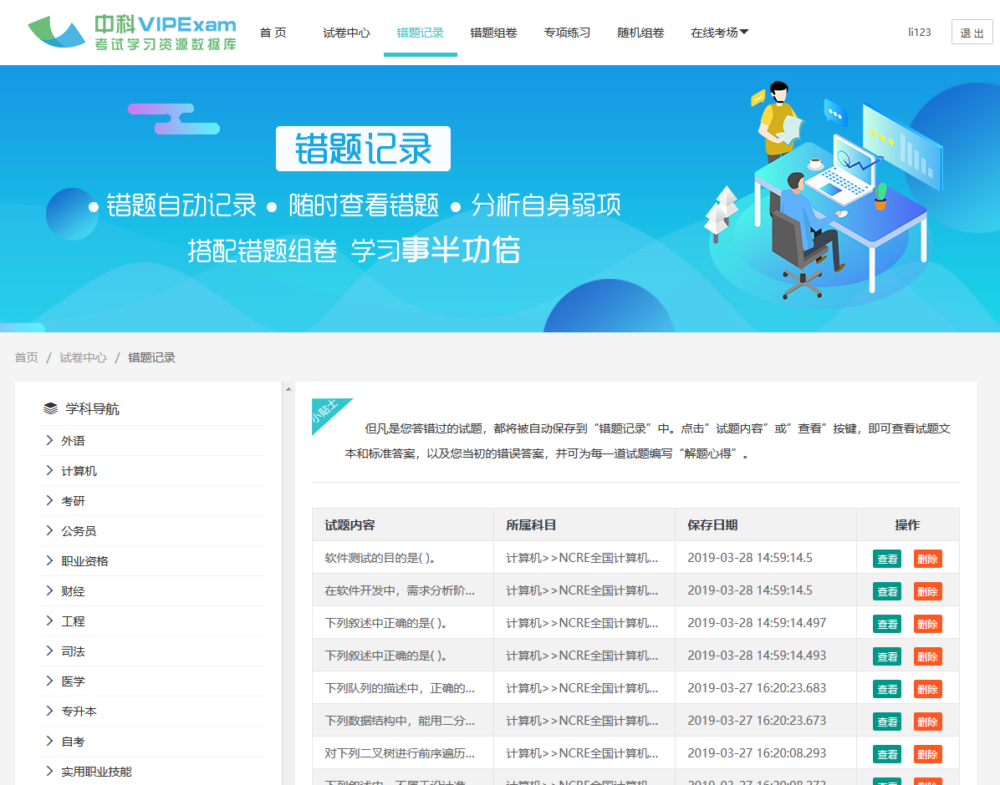 中科VIPExam
考试学习资源数据库
首 页 试卷中心 错题记录 错题组卷 专项练习 随机组卷 在线考场 li123 退 出
错题记录
● 错题自动记录 ● 随时查看错题 ● 分析自身弱项
搭配错题组卷 学习事半功倍
首页 / 试卷中心 / 错题记录
学科导航
外语
计算机
考研
公务员
职业资格
财经
工程
司法
医学
专升本
自考
实用职业技能
小贴士
但凡是您答错过的试题，都将被自动保存到“错题记录”中。点击”试题内容”或”查看”按键，即可查看试题文
本和标准答案，以及您当初的错误答案，并可为每一道试题编写“解题心得”。
试题内容 所属科目 保存日期 操作
软件测试的目的是( )。 计算机>>NCRE全国计算机... 2019-03-28 14:59:14.5 查看 删除
在软件开发中，需求分析阶... 计算机>>NCRE全国计算机... 2019-03-28 14:59:14.5 查看 删除
下列叙述中正确的是( )。 计算机>>NCRE全国计算机... 2019-03-28 14:59:14.497 查看 删除
下列叙述中正确的是( )。 计算机>>NCRE全国计算机... 2019-03-28 14:59:14.493 查看 删除
下列队列的描述中，正确的... 计算机>>NCRE全国计算机... 2019-03-27 16:20:23.683 查看 删除
下列数据结构中，能用二分... 计算机>>NCRE全国计算机... 2019-03-27 16:20:23.673 查看 删除
对下列二叉树进行前序遍历... 计算机>>NCRE全国计算机... 2019-03-27 16:20:08.293 查看 删除